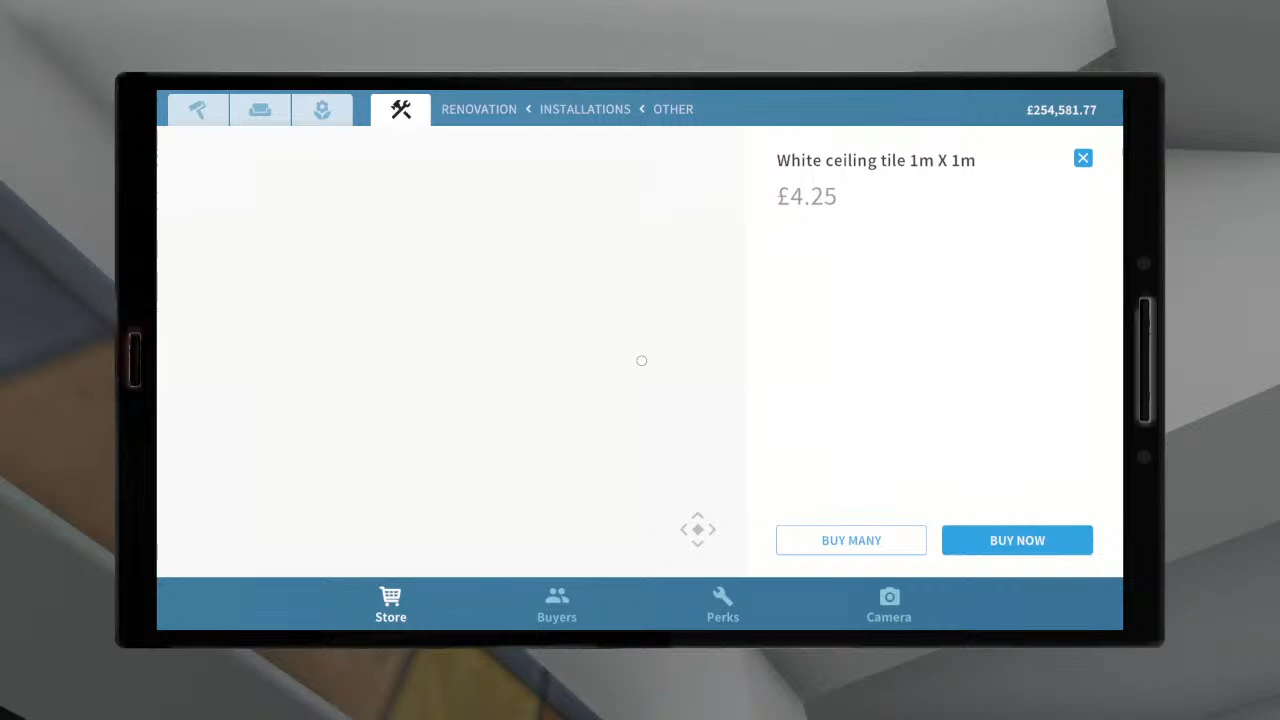 RENOVATION < INSTALLATIONS < OTHER
£254,581.77
White ceiling tile 1m X 1m
£4.25
BUY MANY
BUY NOW
Store
Buyers
Perks
Camera